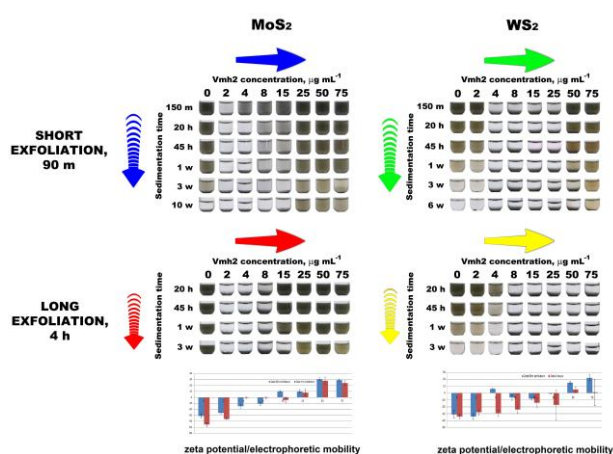 MoS2
WS2
Vmh2 concentration, µg mL-1
0 2 4 8 15 25 50 75
SHORT
EXFOLIATION,
90 m
Sedimentation time
150 m
20 h
45 h
1 w
3 w
10 w
Vmh2 concentration, µg mL-1
0 2 4 8 15 25 50 75
Sedimentation time
150 m
20 h
45 h
1 w
3 w
6 w
Vmh2 concentration, µg mL-1
0 2 4 8 15 25 50 75
LONG
EXFOLIATION,
4 h
Sedimentation time
20 h
45 h
1 w
3 w
Vmh2 concentration, µg mL-1
0 2 4 8 15 25 50 75
Sedimentation time
20 h
45 h
1 w
3 w
zeta potential/electrophoretic mobility
zeta potential/electrophoretic mobility